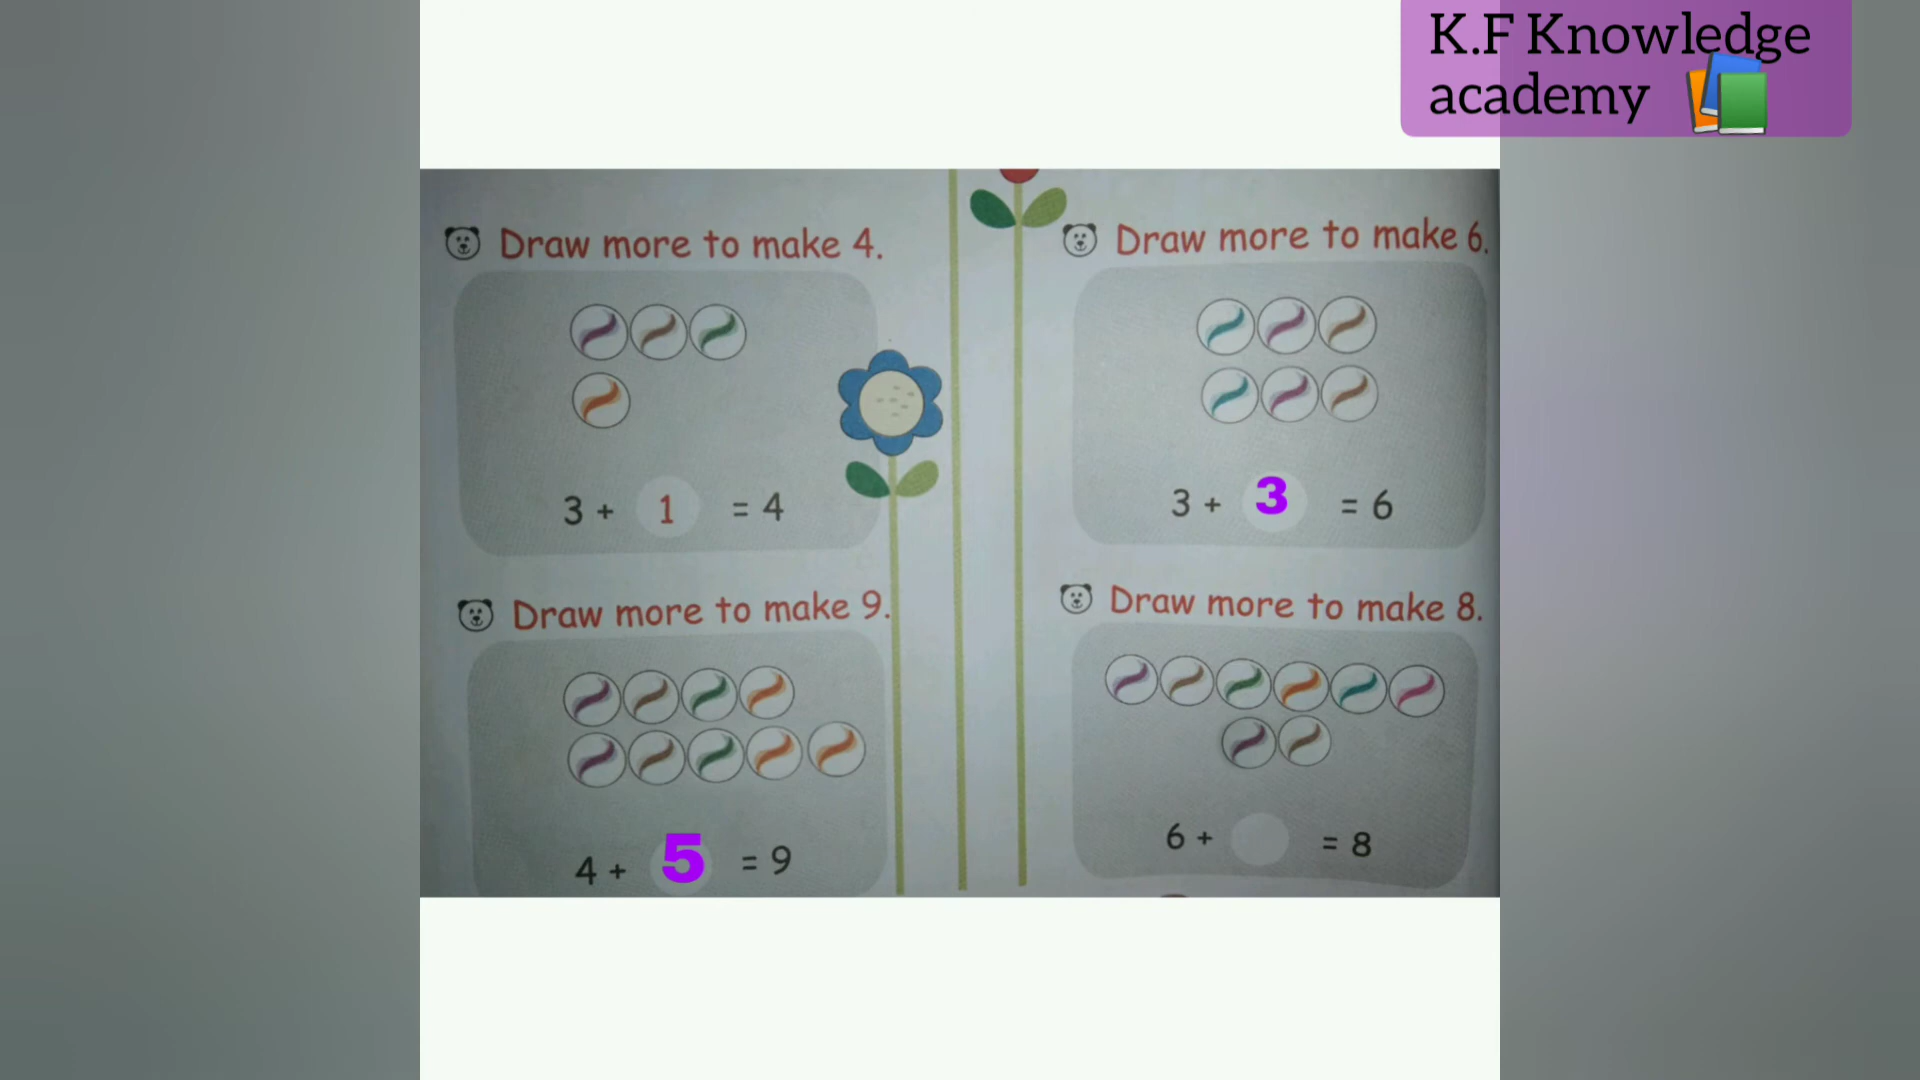 K.F Knowledge
academy
Draw more to make 4.
3 + 1 = 4
Draw more to make 6.
3 + 3 = 6
Draw more to make 9.
4 + 5 = 9
Draw more to make 8.
6 + = 8